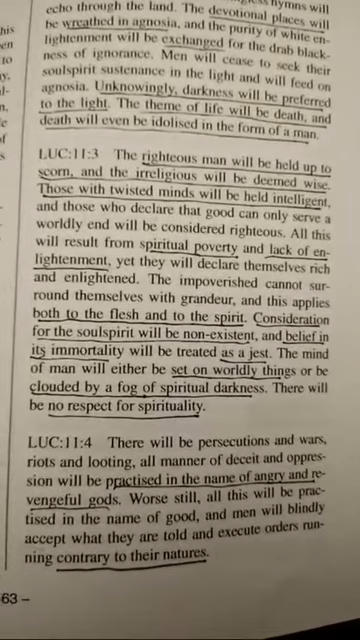 ness hymns will
echo through the land. The devotional places will
be wreathed in agnosia, and the purity of white en-
lightenment will be exchanged for the drab black-
ness of ignorance. Men will cease to seek their
soulspirit sustenance in the light and will feed on
agnosia. Unknowingly, darkness will be preferred
to the light. The theme of life will be death, and
death will even be idolised in the form of a man.
LUC:11:3 The righteous man will be held up to
scorn, and the irreligious will be deemed wise.
Those with twisted minds will be held intelligent,
and those who declare that good can only serve a
worldly end will be considered righteous. All this
will result from spiritual poverty and lack of en-
lightenment, yet they will declare themselves rich
and enlightened. The impoverished cannot sur-
round themselves with grandeur, and this applies
both to the flesh and to the spirit. Consideration
for the soulspirit will be non-existent, and belief in
its immortality will be treated as a jest. The mind
of man will either be set on worldly things or be
clouded by a fog of spiritual darkness. There will
be no respect for spirituality.
LUC:11:4 There will be persecutions and wars,
riots and looting, all manner of deceit and oppres-
sion will be practised in the name of angry and re-
vengeful gods. Worse still, all this will be prac-
tised in the name of good, and men will blindly
accept what they are told and execute orders run-
ning contrary to their natures.
63 –